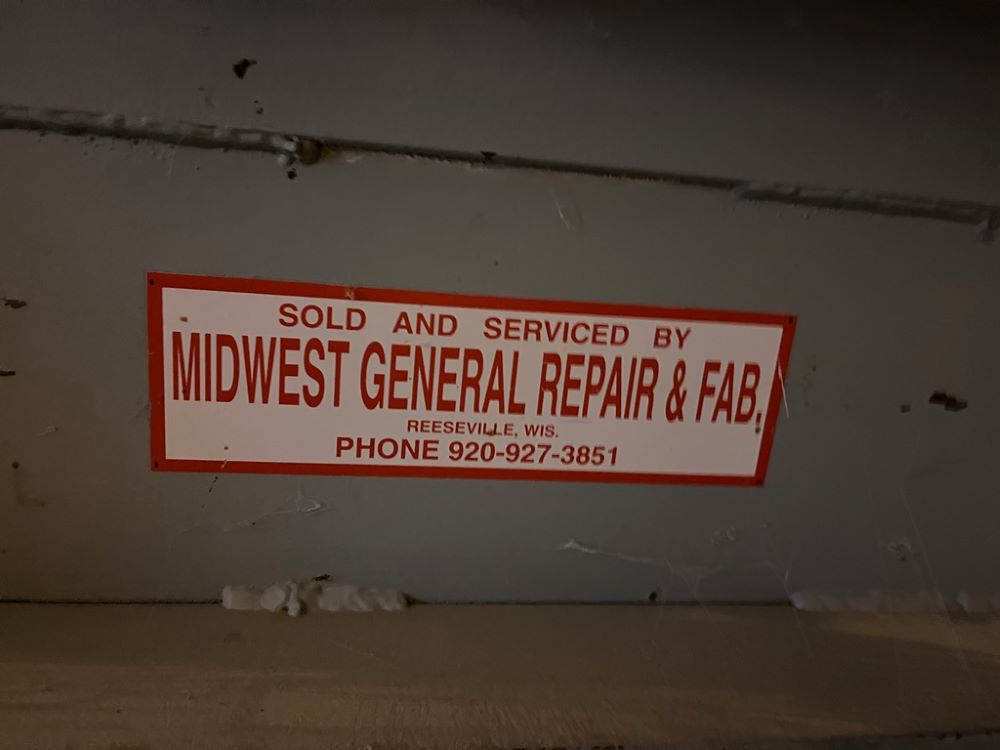 SOLD AND SERVICED BY
MIDWEST GENERAL REPAIR & FAB.
REESEVILLE, WIS.
PHONE 920-927-3851